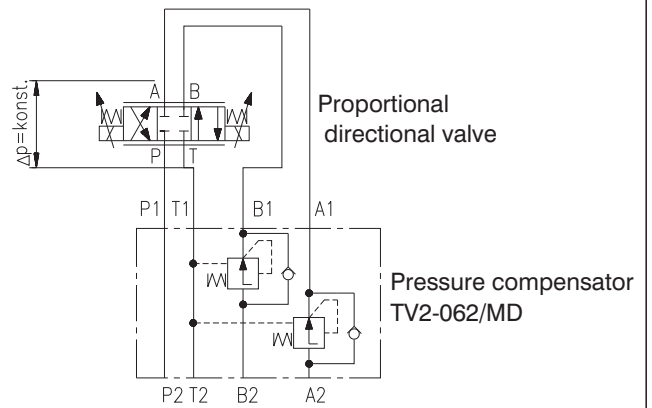 A B
Δp=konst.
Proportional
directional valve
P T
P1 T1 B1 A1
Pressure compensator
TV2-062/MD
P2 T2 B2 A2